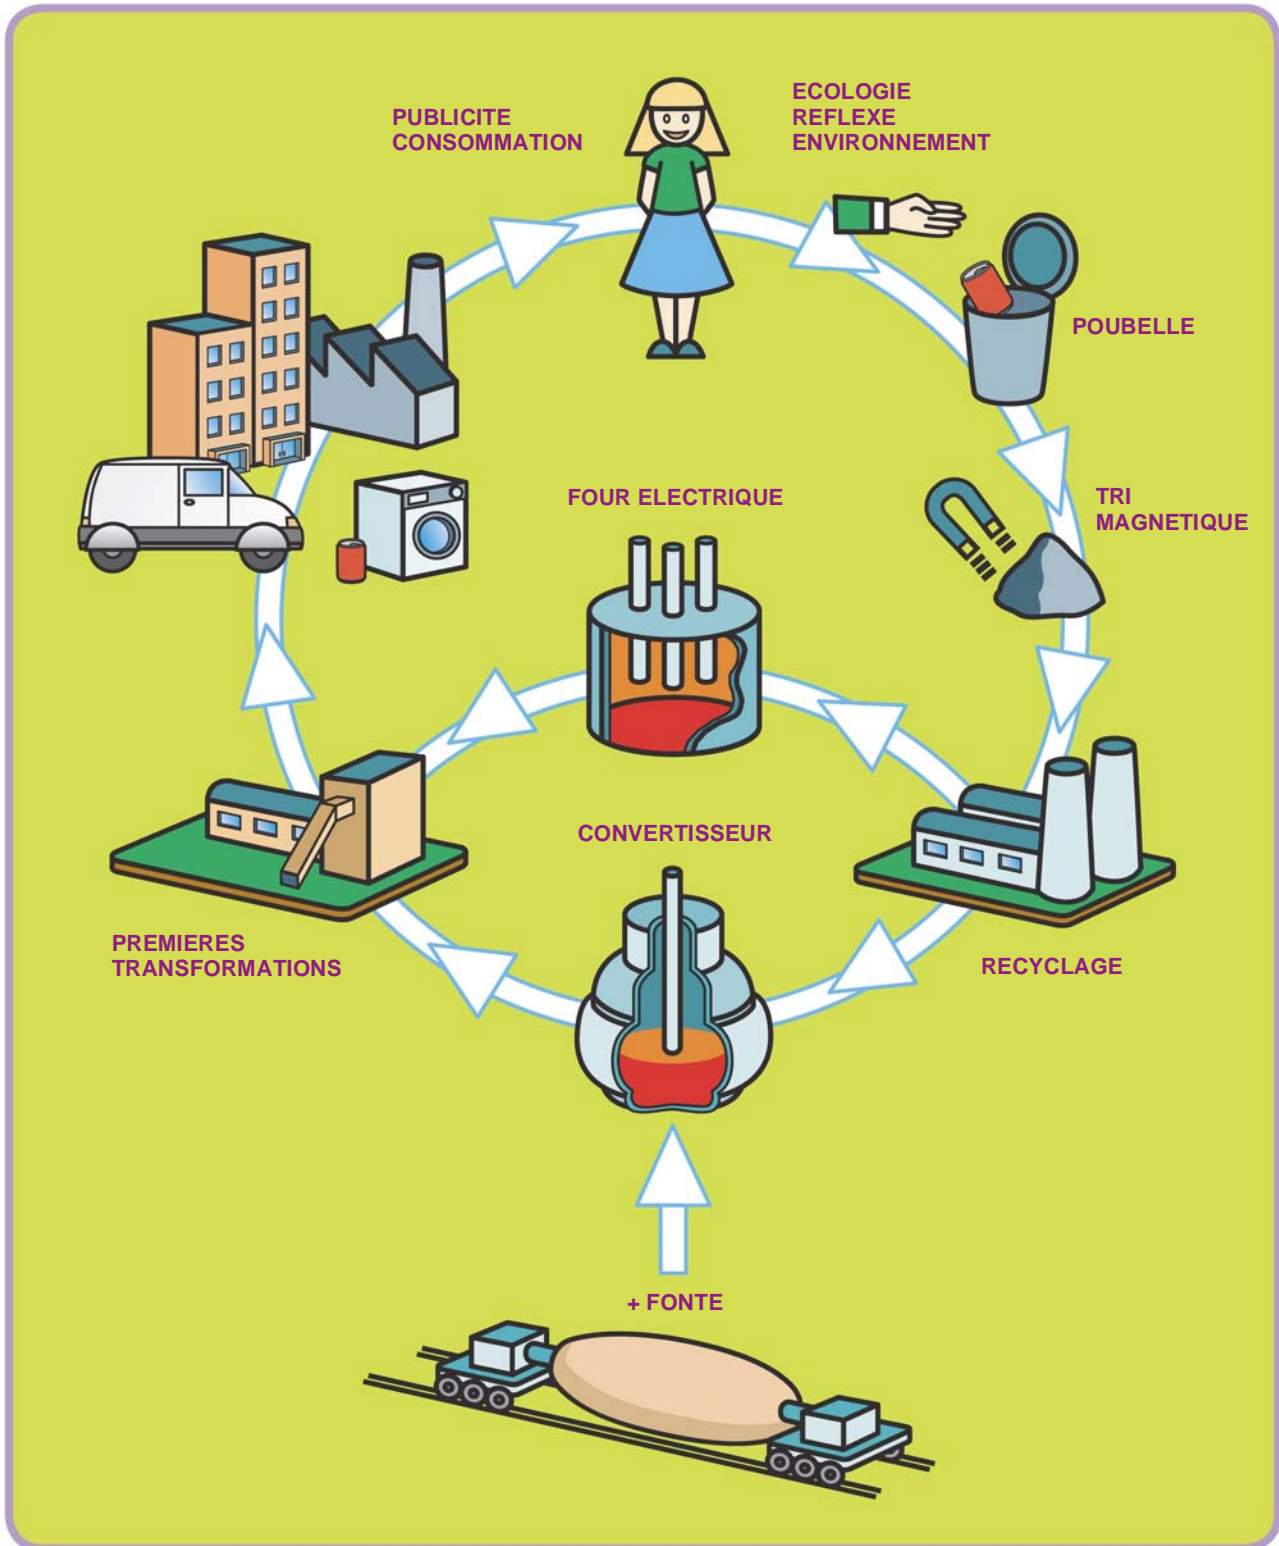 PUBLICITE
CONSOMMATION
ECOLOGIE
REFLEXE
ENVIRONNEMENT
POUBELLE
TRI
MAGNETIQUE
FOUR ELECTRIQUE
CONVERTISSEUR
PREMIERES
TRANSFORMATIONS
RECYCLAGE
+ FONTE